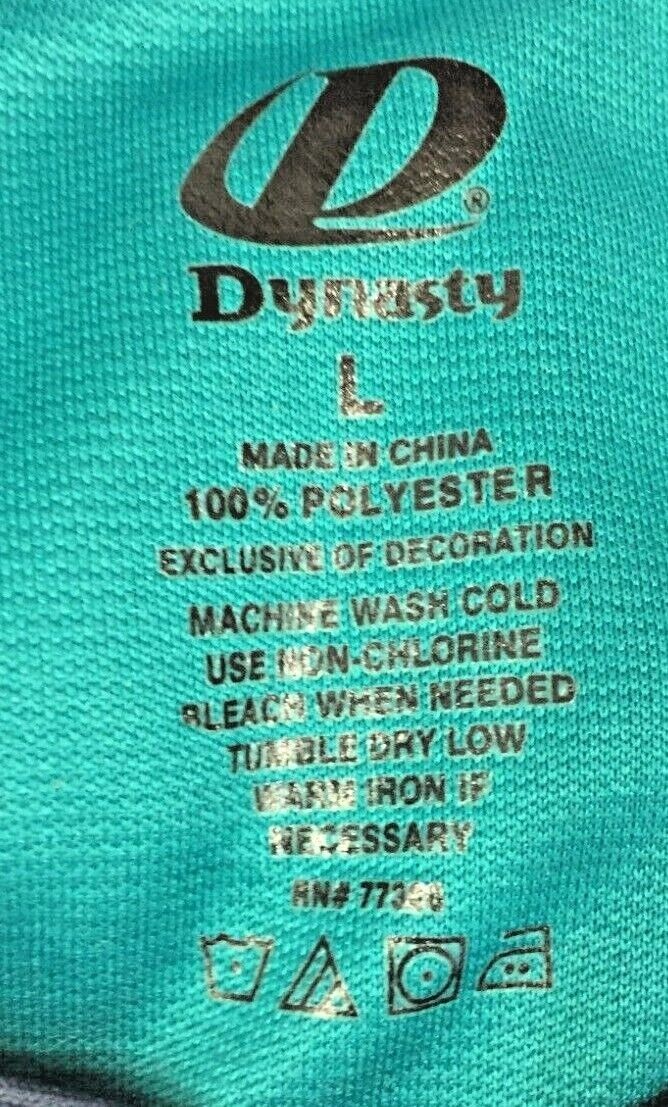 D®
Dynasty
L
MADE IN CHINA
100% POLYESTER
EXCLUSIVE OF DECORATION
MACHINE WASH COLD
USE NON-CHLORINE
BLEACH WHEN NEEDED
TUMBLE DRY LOW
WARM IRON IF
NECESSARY
RN#